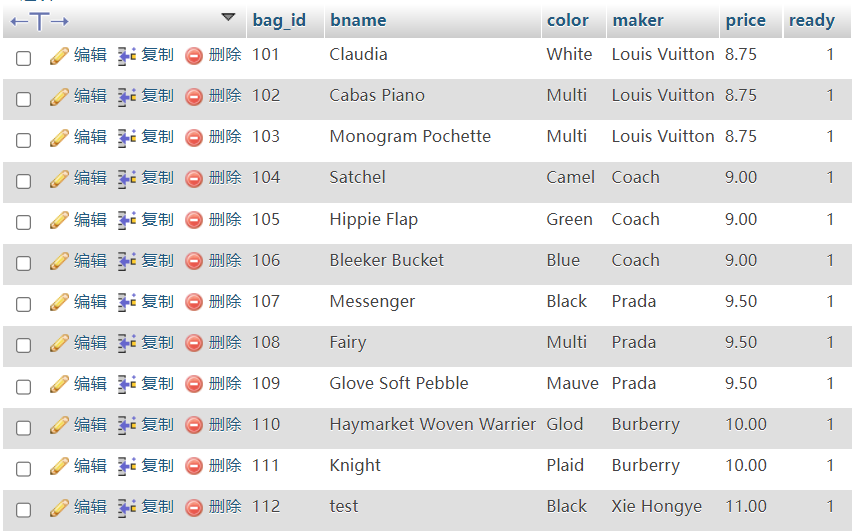 ←T→ bag_id bname color maker price ready
编辑 复制 删除 101 Claudia White Louis Vuitton 8.75 1
编辑 复制 删除 102 Cabas Piano Multi Louis Vuitton 8.75 1
编辑 复制 删除 103 Monogram Pochette Multi Louis Vuitton 8.75 1
编辑 复制 删除 104 Satchel Camel Coach 9.00 1
编辑 复制 删除 105 Hippie Flap Green Coach 9.00 1
编辑 复制 删除 106 Bleeker Bucket Blue Coach 9.00 1
编辑 复制 删除 107 Messenger Black Prada 9.50 1
编辑 复制 删除 108 Fairy Multi Prada 9.50 1
编辑 复制 删除 109 Glove Soft Pebble Mauve Prada 9.50 1
编辑 复制 删除 110 Haymarket Woven Warrier Glod Burberry 10.00 1
编辑 复制 删除 111 Knight Plaid Burberry 10.00 1
编辑 复制 删除 112 test Black Xie Hongye 11.00 1